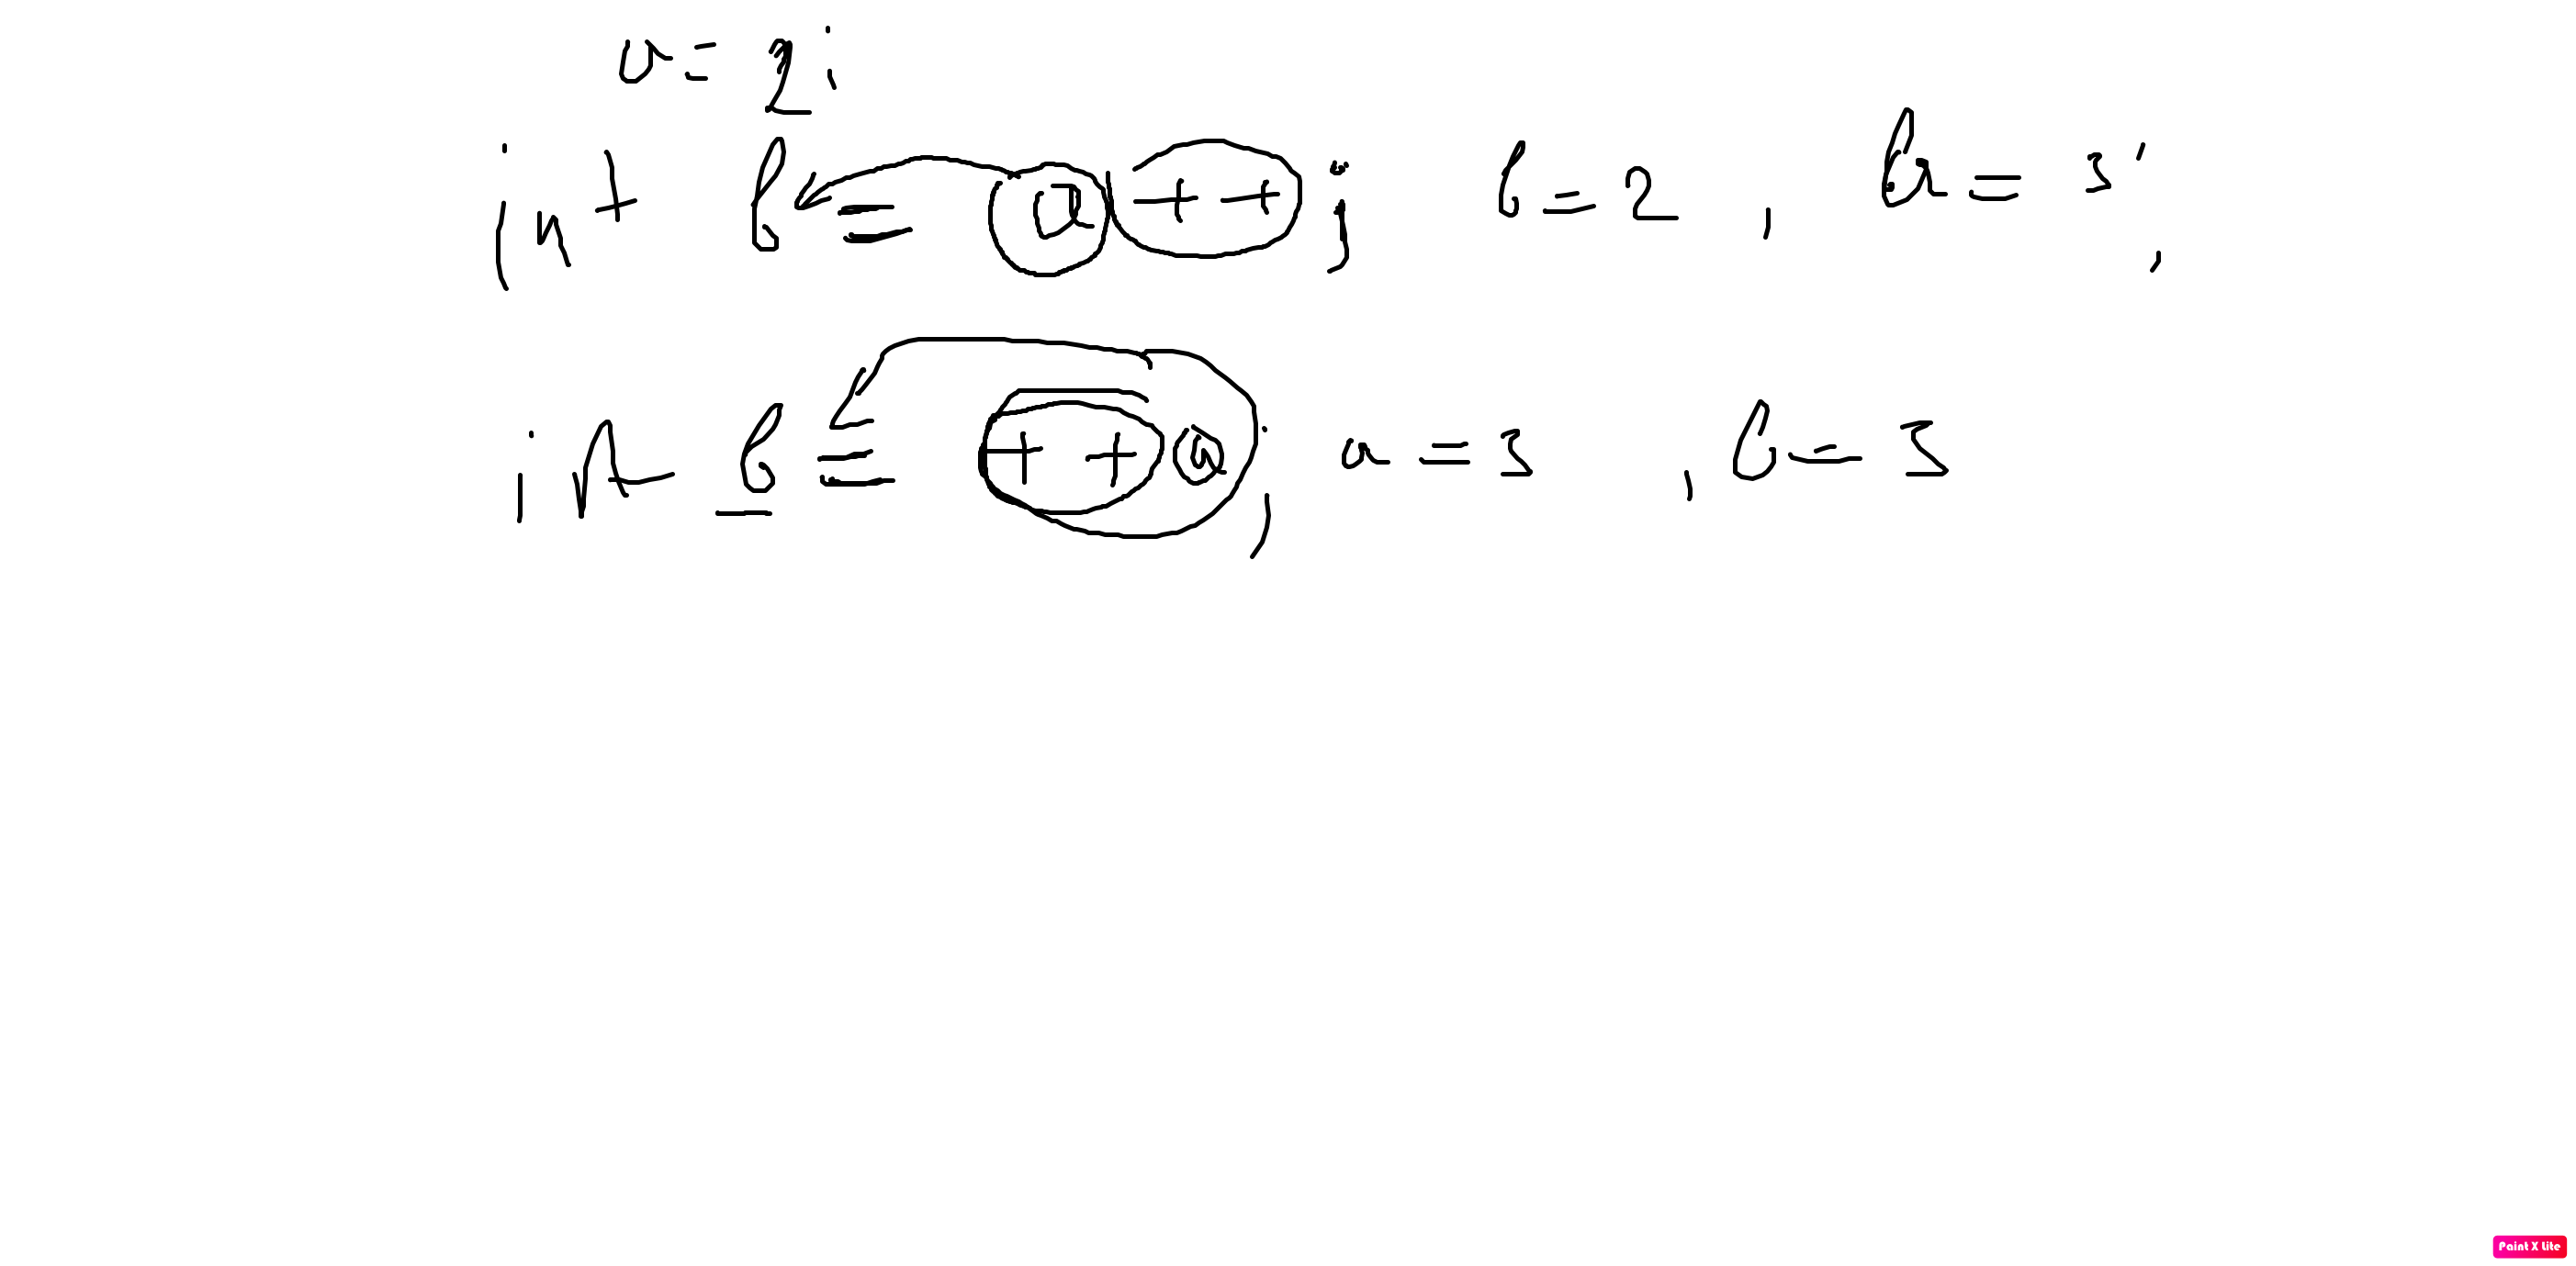 a = 2;
int b = a++; b = 2, a = 3,
int b = ++a; a = 3, b = 3
Paint X Lite